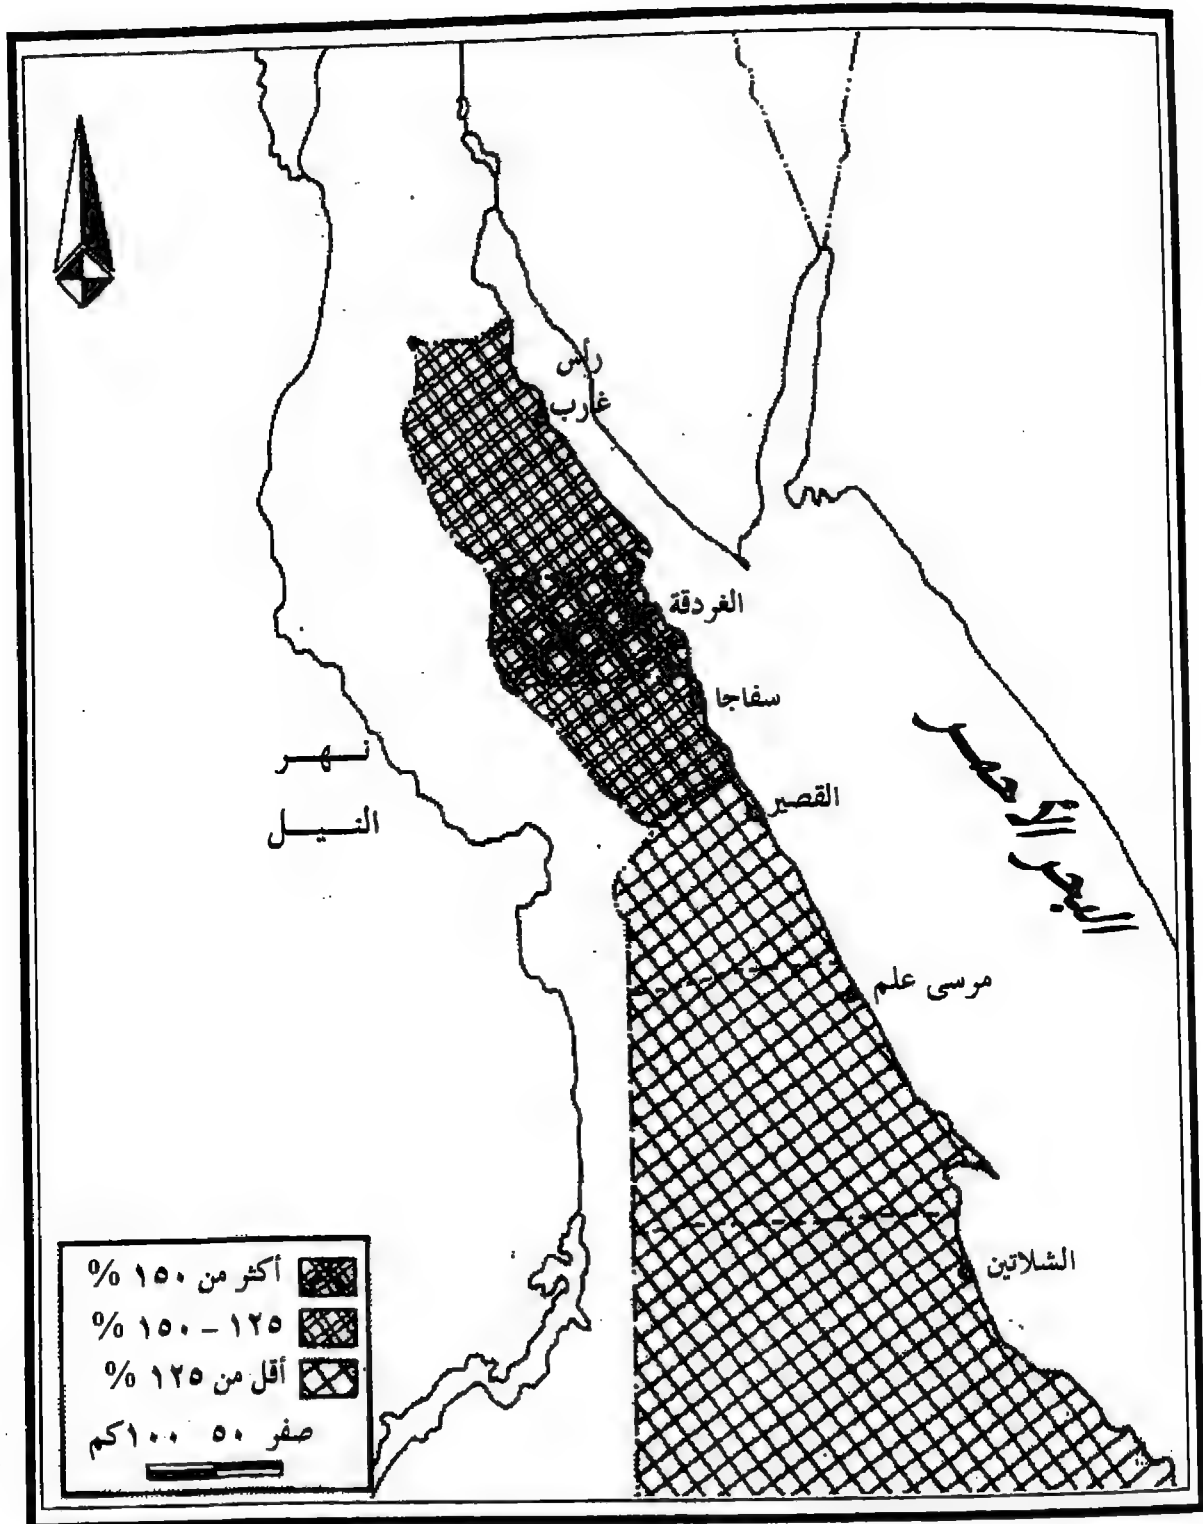 رأس
غارب
الغردقة
سفاجا
القصير
نهر
النيل
البحر الأحمر
مرسى علم
الشلاتين
أكثر من ١٥٠ %
١٢٥ – ١٥٠ %
أقل من ١٢٥ %
صفر ٥٠ ١٠٠كم